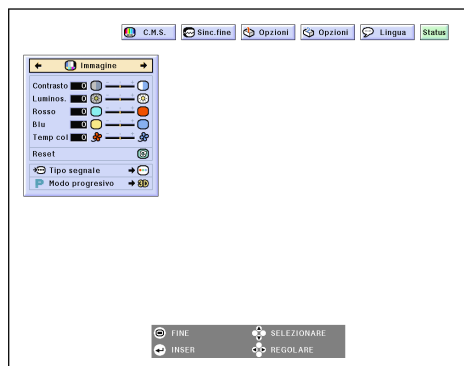 C.M.S. Sinc.fine Opzioni Opzioni Lingua Status
Immagine
Contrasto 0
Luminos. 0
Rosso 0
Blu 0
Temp col 0
Reset
Tipo segnale
P Modo progresivo 3D
FINE SELEZIONARE
INSER REGOLARE